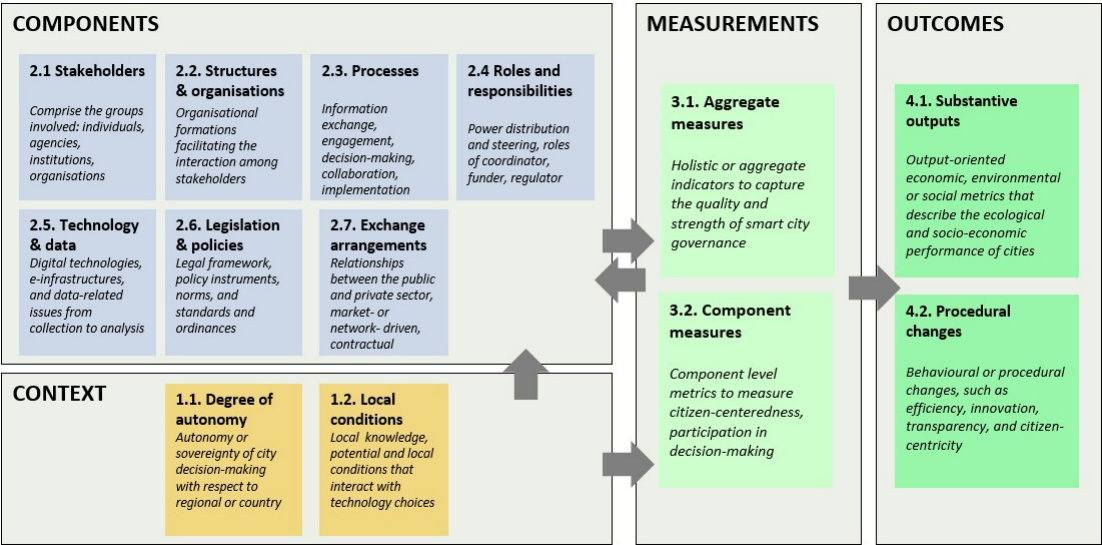 COMPONENTS
2.1 Stakeholders
Comprise the groups
involved: individuals,
agencies,
institutions,
organisations
2.2. Structures
& organisations
Organisational
formations
facilitating the
interaction among
stakeholders
2.3. Processes
Information
exchange,
engagement,
decision-making,
collaboration,
implementation
2.4 Roles and
responsibilities
Power distribution
and steering, roles
of coordinator,
funder, regulator
2.5. Technology
& data
Digital technologies,
e-infrastructures,
and data-related
issues from
collection to analysis
2.6. Legislation
& policies
Legal framework,
policy instruments,
norms, and
standards and
ordinances
2.7. Exchange
arrangements
Relationships
between the public
and private sector,
market- or
network- driven,
contractual
CONTEXT
1.1. Degree of
autonomy
Autonomy or
sovereignty of city
decision-making
with respect to
regional or country
1.2. Local
conditions
Local knowledge,
potential and local
conditions that
interact with
technology choices
MEASUREMENTS
3.1. Aggregate
measures
Holistic or aggregate
indicators to capture
the quality and
strength of smart city
governance
3.2. Component
measures
Component level
metrics to measure
citizen-centeredness,
participation in
decision-making
OUTCOMES
4.1. Substantive
outputs
Output-oriented
economic, environmental
or social metrics that
describe the ecological
and socio-economic
performance of cities
4.2. Procedural
changes
Behavioural or procedural
changes, such as
efficiency, innovation,
transparency, and citizen-
centricity